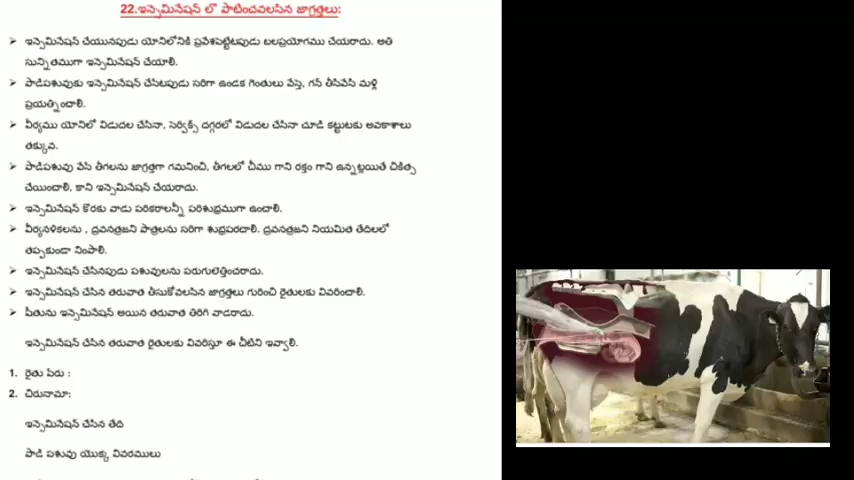 22.ఇన్సెమినేషన్ లో పాటించవలసిన జాగ్రత్తలు:
➢ ఇన్సెమినేషన్ చేయునపుడు యోనిలోనికి ప్రవేశపెట్టేటపుడు బలప్రయోగము చేయరాదు. అతి
సున్నితముగా ఇన్సెమినేషన్ చేయాలి.
➢ పాడిపశువుకు ఇన్సెమినేషన్ చేసేటపుడు సరిగా ఉండక గెంతులు వేస్తే, గన్ తీసివేసి మళ్లి
ప్రయత్నించాలి.
➢ వీర్యము యోనిలో విడుదల చేసినా, సెర్విక్స్ దగ్గరలో విడుదల చేసినా చూడి కట్టుటకు అవకాశాలు
తక్కువ.
➢ పాడిపశువు వేసే తీగలను జాగ్రత్తగా గమనించి, తీగలలో చీము గాని రక్తం గాని ఉన్నట్లయితే చికిత్స
చేయించాలి, కాని ఇన్సెమినేషన్ చేయరాదు.
➢ ఇన్సెమినేషన్ కొరకు వాడు పరికరాలన్నీ పరిశుభ్రముగా ఉంచాలి.
➢ వీర్యనళికలను , ద్రవనత్రజని పాత్రలను సరిగా శుభ్రపరచాలి. ద్రవనత్రజని నియమిత తేదిలలో
తప్పకుండా నింపాలి.
➢ ఇన్సెమినేషన్ చేసినపుడు పశువులను పరుగులెత్తించరాదు.
➢ ఇన్సెమినేషన్ చేసిన తరువాత తీసుకోవలసిన జాగ్రత్తలు గురించి రైతులకు వివరించాలి.
➢ షీతును ఇన్సెమినేషన్ అయిన తరువాత తిరిగి వాడరాదు.
ఇన్సెమినేషన్ చేసిన తరువాత రైతులకు వివరిస్తూ ఈ చీటిని ఇవ్వాలి.
1. రైతు పేరు :
2. చిరునామా:
ఇన్సెమినేషన్ చేసిన తేది
పాడి పశువు యొక్క వివరములు